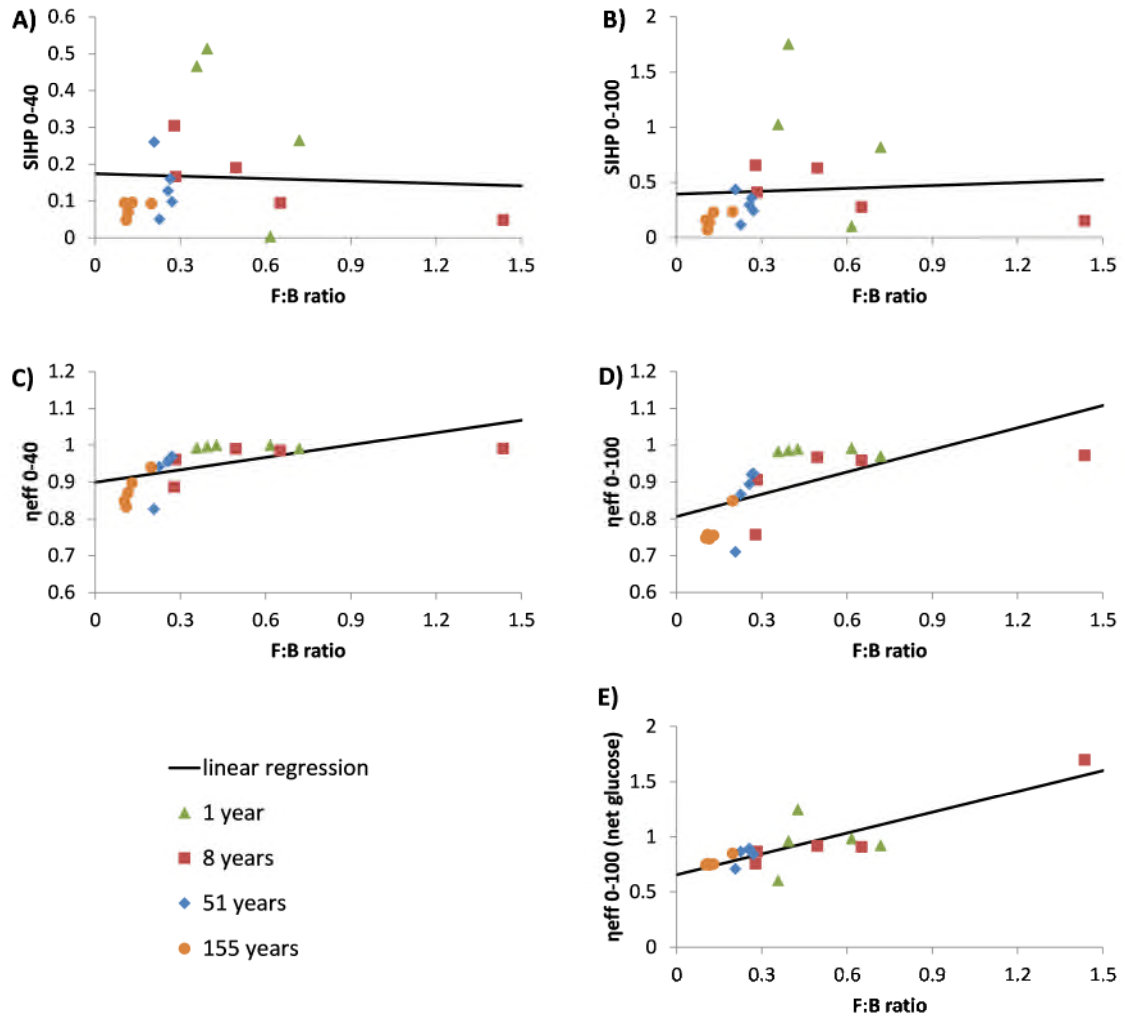 A)
SIHP 0-40
0.6
0.5
0.4
0.3
0.2
0.1
0
0 0.3 0.6 0.9 1.2 1.5
F:B ratio
B)
SIHP 0-100
2
1.5
1
0.5
0
0 0.3 0.6 0.9 1.2 1.5
F:B ratio
C)
ηeff 0-40
1.2
1.1
1
0.9
0.8
0.7
0.6
0 0.3 0.6 0.9 1.2 1.5
F:B ratio
D)
ηeff 0-100
1.2
1.1
1
0.9
0.8
0.7
0.6
0 0.3 0.6 0.9 1.2 1.5
F:B ratio
linear regression
1 year
8 years
51 years
155 years
E)
ηeff 0-100 (net glucose)
2
1.5
1
0.5
0
0 0.3 0.6 0.9 1.2 1.5
F:B ratio